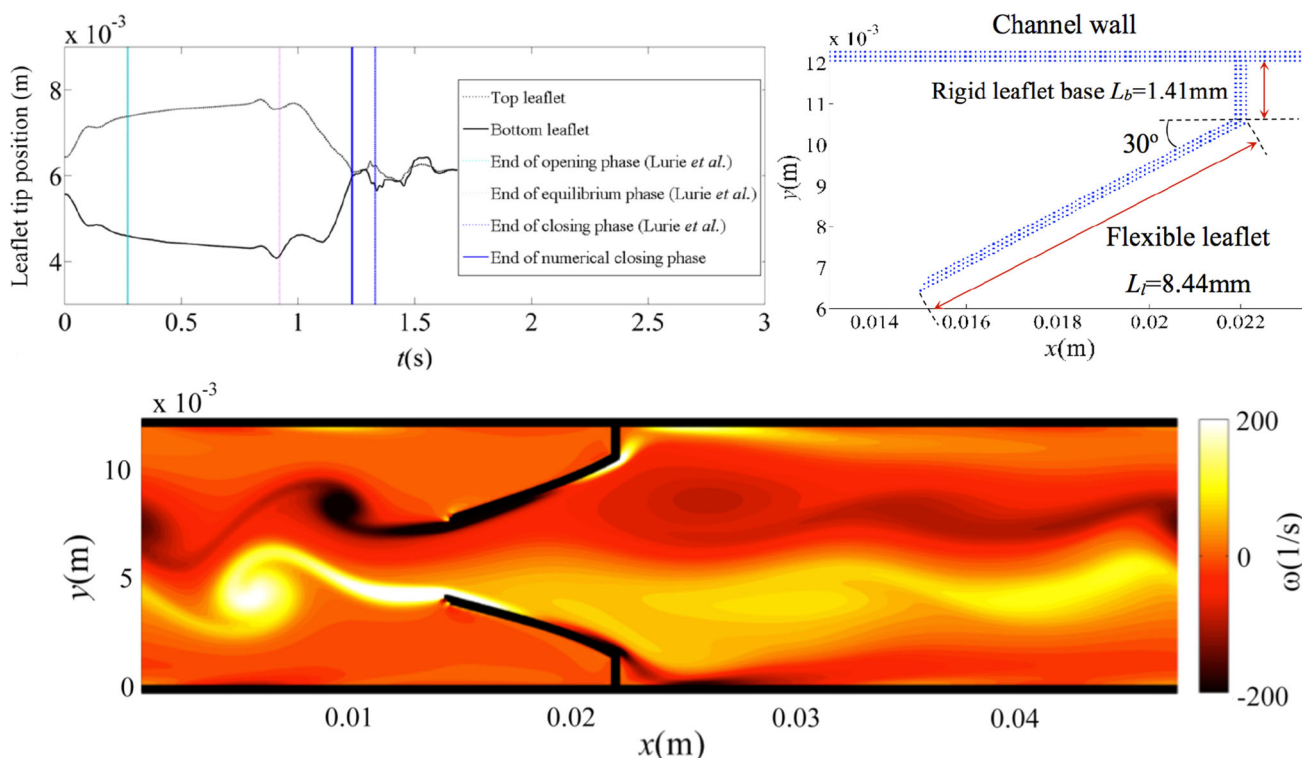 x 10⁻³
8
6
4
Leaflet tip position (m)
0
0.5
1
1.5
2
2.5
3
t(s)
Top leaflet
Bottom leaflet
End of opening phase (Lurie et al.)
End of equilibrium phase (Lurie et al.)
End of closing phase (Lurie et al.)
End of numerical closing phase
Channel wall
x 10⁻³
12
11
10
9
8
7
6
y(m)
Rigid leaflet base Lb=1.41mm
30º
Flexible leaflet
Ll=8.44mm
0.014
0.016
0.018
0.02
0.022
x(m)
x 10⁻³
10
5
0
y(m)
0.01
0.02
0.03
0.04
x(m)
200
0
-200
ω(1/s)